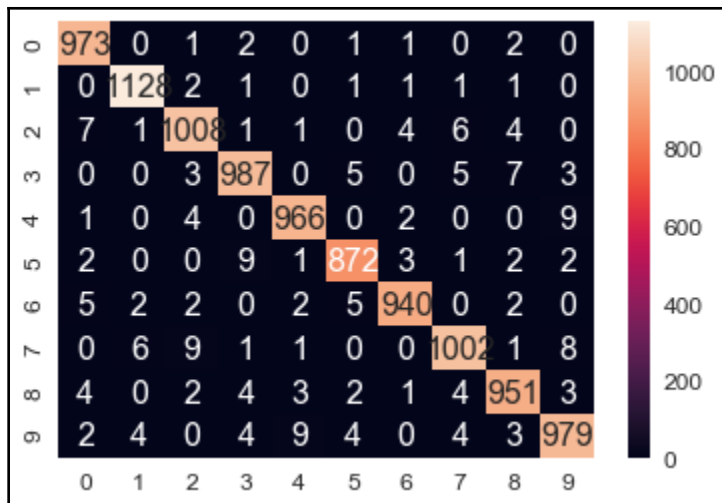 0 973 0 1 2 0 1 1 0 2 0
1 0 1128 2 1 0 1 1 1 1 0
2 7 1 1008 1 1 0 4 6 4 0
3 0 0 3 987 0 5 0 5 7 3
4 1 0 4 0 966 0 2 0 0 9
5 2 0 0 9 1 872 3 1 2 2
6 5 2 2 0 2 5 940 0 2 0
7 0 6 9 1 1 0 0 1002 1 8
8 4 0 2 4 3 2 1 4 951 3
9 2 4 0 4 9 4 0 4 3 979
0 1 2 3 4 5 6 7 8 9
1000
800
600
400
200
0